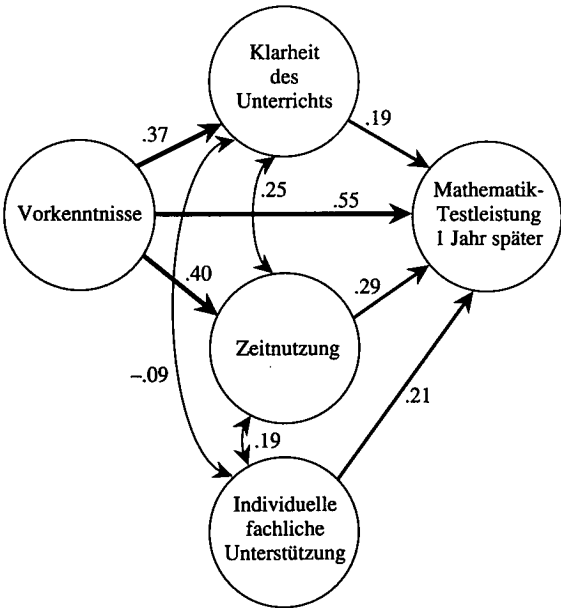 Klarheit
des
Unterrichts
.37
.19
Vorkenntnisse
.25
.55
Mathematik-
Testleistung
1 Jahr später
.40
.29
Zeitnutzung
–.09
.21
.19
Individuelle
fachliche
Unterstützung